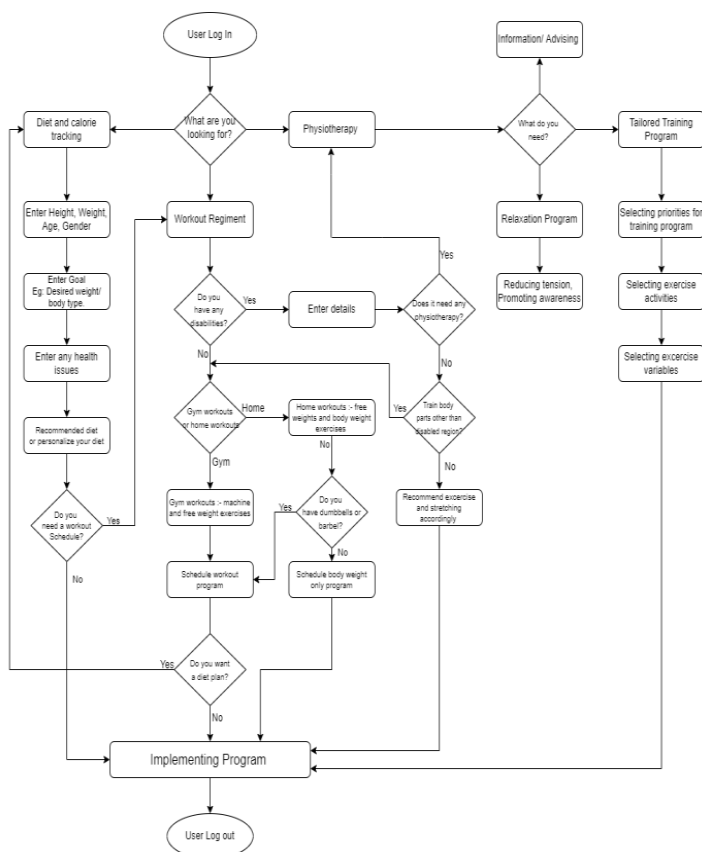 User Log In
Information/ Advising
Diet and calorie
tracking
What are you
looking for?
Physiotherapy
What do you
need?
Tailored Training
Program
Enter Height, Weight,
Age, Gender
Workout Regiment
Relaxation Program
Selecting priorities for
training program
Yes
Enter Goal
Eg: Desired weight/
body type.
Do you
have any
disabilities?
Yes
Enter details
Does it need any
physiotherapy?
Reducing tension,
Promoting awareness
Selecting exercise
activities
No
No
Enter any health
issues
Selecting excercise
variables
Gym workouts
or home workouts
Home
Home workouts :- free
weights and body weight
exercises
Yes
Train body
parts other than
disabled region?
Recommended diet
or personalize your diet
No
Gym
No
Do you
need a workout
Schedule?
Yes
Gym workouts :- machine
and free weight exercises
Yes
Do you
have dumbbells or
barbel?
Recommend excercise
and stretching
accordingly
No
No
Schedule workout
program
Schedule body weight
only program
Yes
Do you want
a diet plan?
No
Implementing Program
User Log out